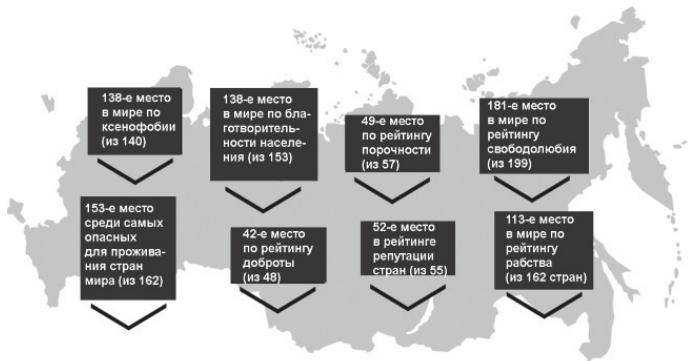 138-е место
в мире по
ксенофобии
(из 140)
138-е место
в мире по бла-
готворитель-
ности населе-
ния (из 153)
49-е место
по рейтингу
порочности
(из 57)
181-е место
в мире по
рейтингу
свободолюбия
(из 199)
153-е место
среди самых
опасных
для прожива-
ния стран
мира (из 162)
42-е место
по рейтингу
доброты
(из 48)
52-е место
в рейтинге
репутации
стран (из 55)
113-е место
в мире по
рейтингу
рабства
(из 162 стран)